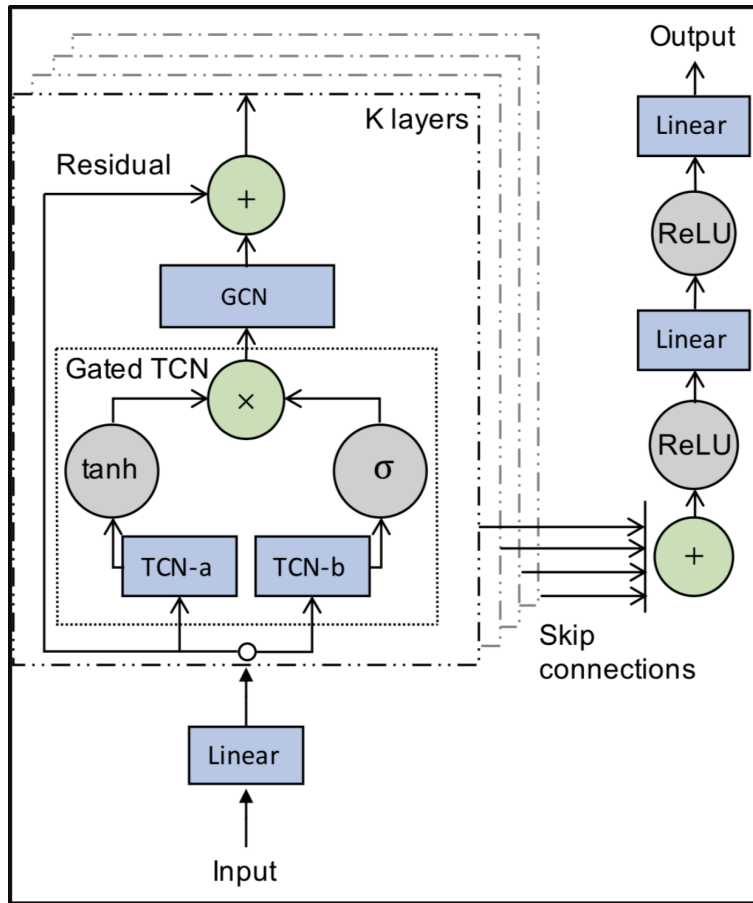 Output
K layers
Linear
Residual
+
ReLU
GCN
Linear
Gated TCN
×
ReLU
tanh
σ
TCN-a
TCN-b
+
Skip
connections
Linear
Input